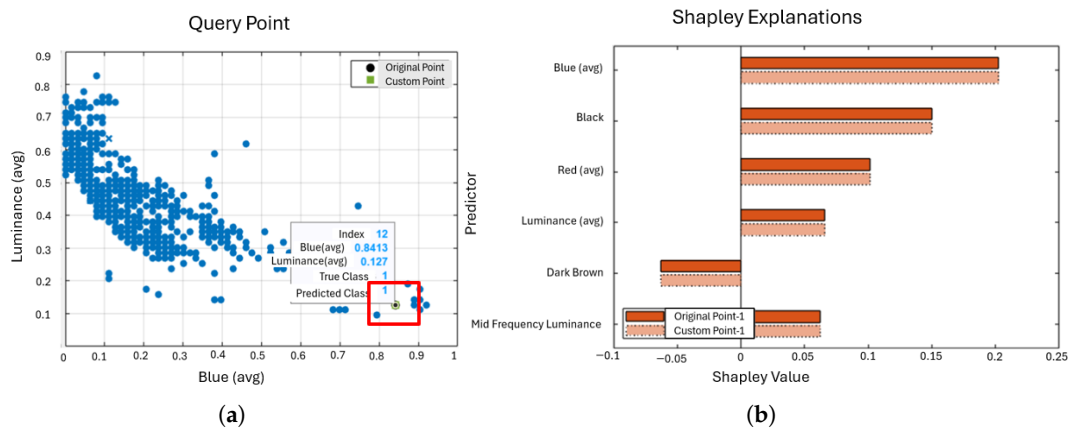 Query Point
Luminance (avg)
0.9
0.8
0.7
0.6
0.5
0.4
0.3
0.2
0.1
Original Point
Custom Point
Index 12
Blue(avg) 0.8413
Luminance(avg) 0.127
True Class 1
Predicted Class 1
0 0.1 0.2 0.3 0.4 0.5 0.6 0.7 0.8 0.9 1
Blue (avg)
(a)
Shapley Explanations
Predictor
Blue (avg)
Black
Red (avg)
Luminance (avg)
Dark Brown
Mid Frequency Luminance
Original Point-1
Custom Point-1
−0.1 −0.05 0 0.05 0.1 0.15 0.2 0.25
Shapley Value
(b)